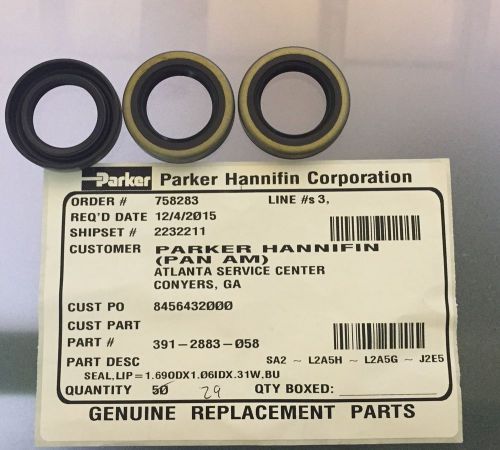 Parker Parker Hannifin Corporation
ORDER # 758283 LINE #s 3,
REQ'D DATE 12/4/2015
SHIPSET # 2232211
CUSTOMER PARKER HANNIFIN
(PAN AM)
ATLANTA SERVICE CENTER
CONYERS, GA
CUST PO 8456432000
CUST PART
PART # 391-2883-058
PART DESC SA2 - L2A5H - L2A5G - J2E5
SEAL,LIP=1.69ODX1.06IDX.31W,BU
QUANTITY 50 29 QTY BOXED:
GENUINE REPLACEMENT PARTS